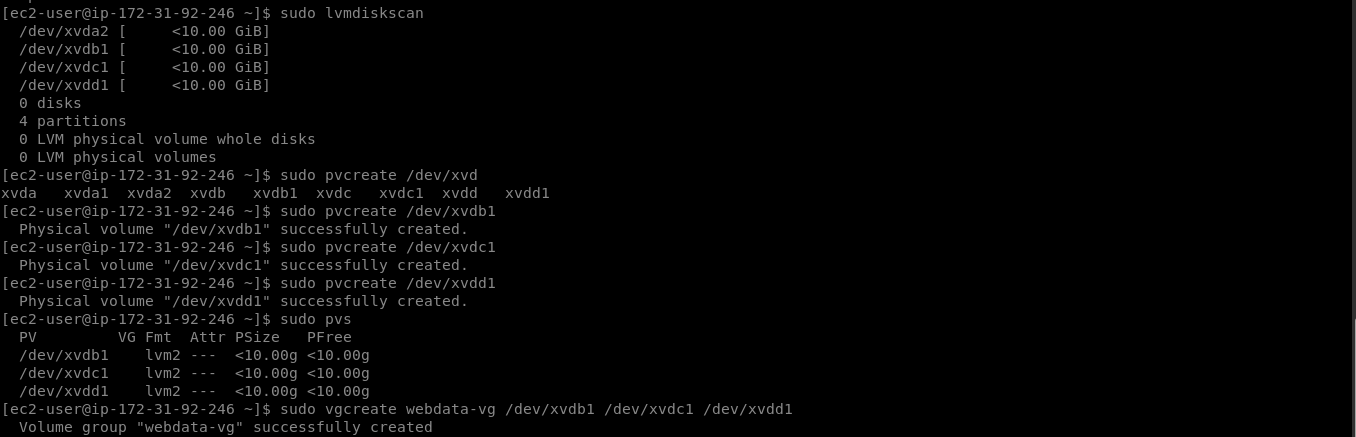 [ec2-user@ip-172-31-92-246 ~]$ sudo lvmdiskscan
  /dev/xvda2 [     <10.00 GiB]
  /dev/xvdb1 [     <10.00 GiB]
  /dev/xvdc1 [     <10.00 GiB]
  /dev/xvdd1 [     <10.00 GiB]
  0 disks
  4 partitions
  0 LVM physical volume whole disks
  0 LVM physical volumes
[ec2-user@ip-172-31-92-246 ~]$ sudo pvcreate /dev/xvd
xvda   xvda1  xvda2  xvdb   xvdb1  xvdc   xvdc1  xvdd   xvdd1
[ec2-user@ip-172-31-92-246 ~]$ sudo pvcreate /dev/xvdb1
  Physical volume "/dev/xvdb1" successfully created.
[ec2-user@ip-172-31-92-246 ~]$ sudo pvcreate /dev/xvdc1
  Physical volume "/dev/xvdc1" successfully created.
[ec2-user@ip-172-31-92-246 ~]$ sudo pvcreate /dev/xvdd1
  Physical volume "/dev/xvdd1" successfully created.
[ec2-user@ip-172-31-92-246 ~]$ sudo pvs
  PV         VG Fmt  Attr PSize   PFree
  /dev/xvdb1    lvm2 ---  <10.00g <10.00g
  /dev/xvdc1    lvm2 ---  <10.00g <10.00g
  /dev/xvdd1    lvm2 ---  <10.00g <10.00g
[ec2-user@ip-172-31-92-246 ~]$ sudo vgcreate webdata-vg /dev/xvdb1 /dev/xvdc1 /dev/xvdd1
  Volume group "webdata-vg" successfully created